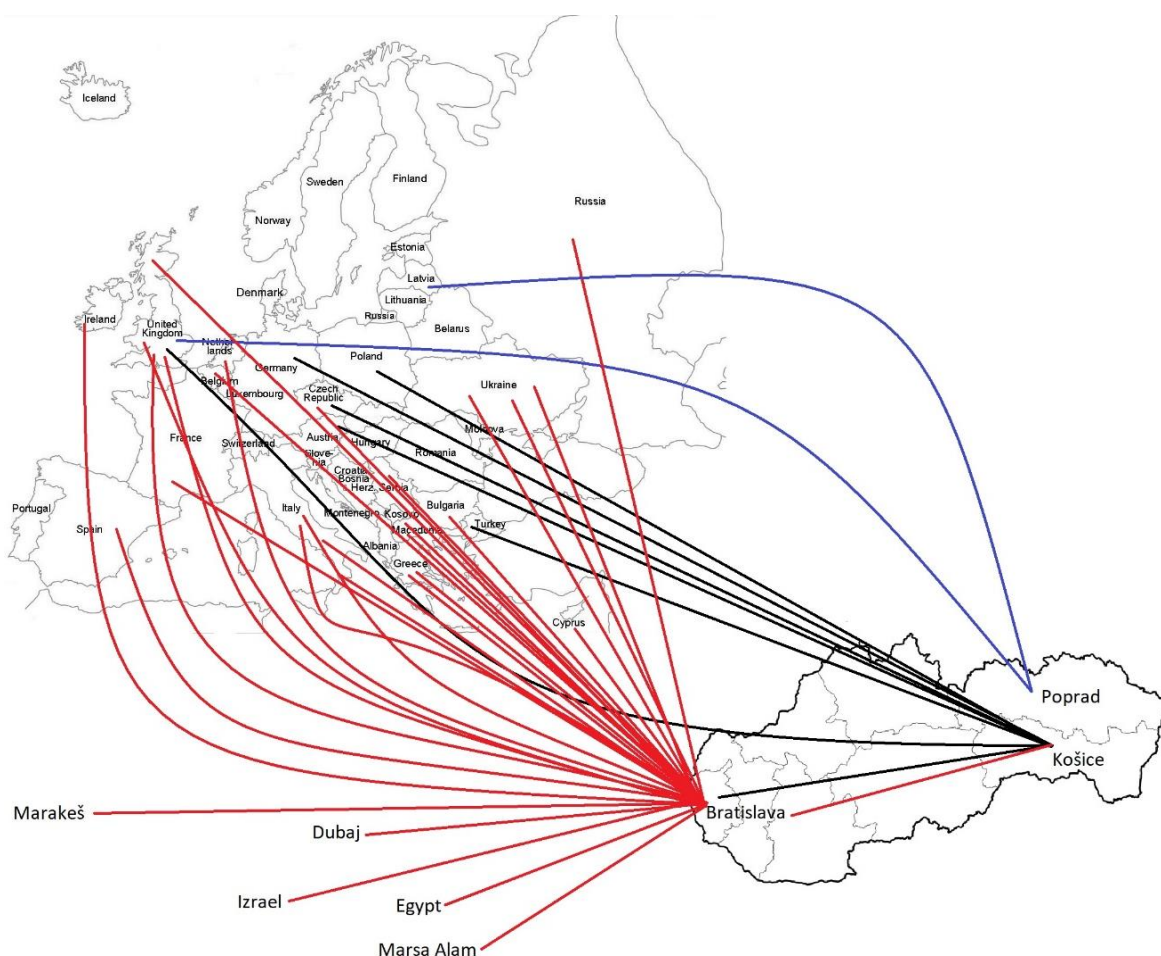 Iceland
Sweden
Finland
Norway
Russia
Estonia
Latvia
Lithuania
Denmark
Russia
Belarus
Ireland
United
Kingdom
Nether
lands
Poland
Germany
Belgium
Luxembourg
Czech
Republic
Ukraine
France
Switzerland
Austria
Hungary
Moldova
Slove-
nia
Romania
Croatia
Bosnia
Herz.
Serbia
Portugal
Spain
Italy
Montenegro
Kosovo
Bulgaria
Macedonia
Turkey
Albania
Greece
Cyprus
Poprad
Košice
Bratislava
Marakeš
Dubaj
Izrael
Egypt
Marsa Alam